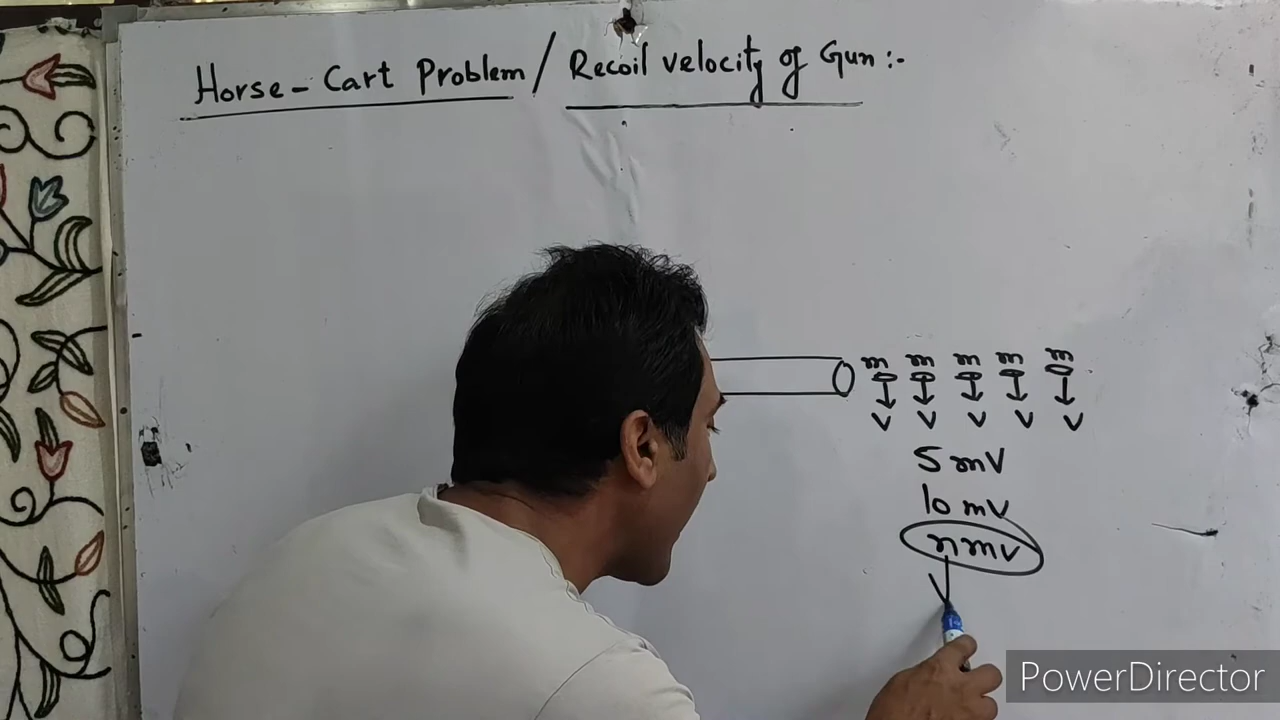 Horse - Cart Problem / Recoil velocity of Gun :-
m m m m m
v v v v v
5 mv
10 mv
n mv
PowerDirector